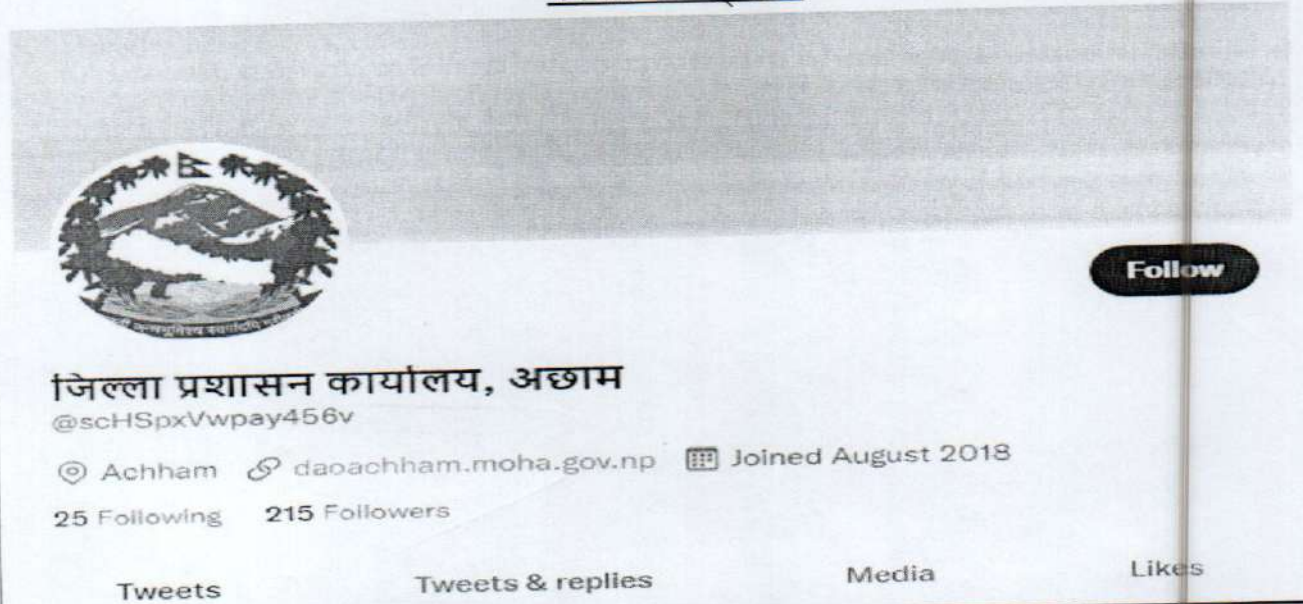 Follow
जिल्ला प्रशासन कार्यालय, अछाम
@scHSpxVwpay456v
Achham daoachham.moha.gov.np Joined August 2018
25 Following 215 Followers
Tweets Tweets & replies Media Likes